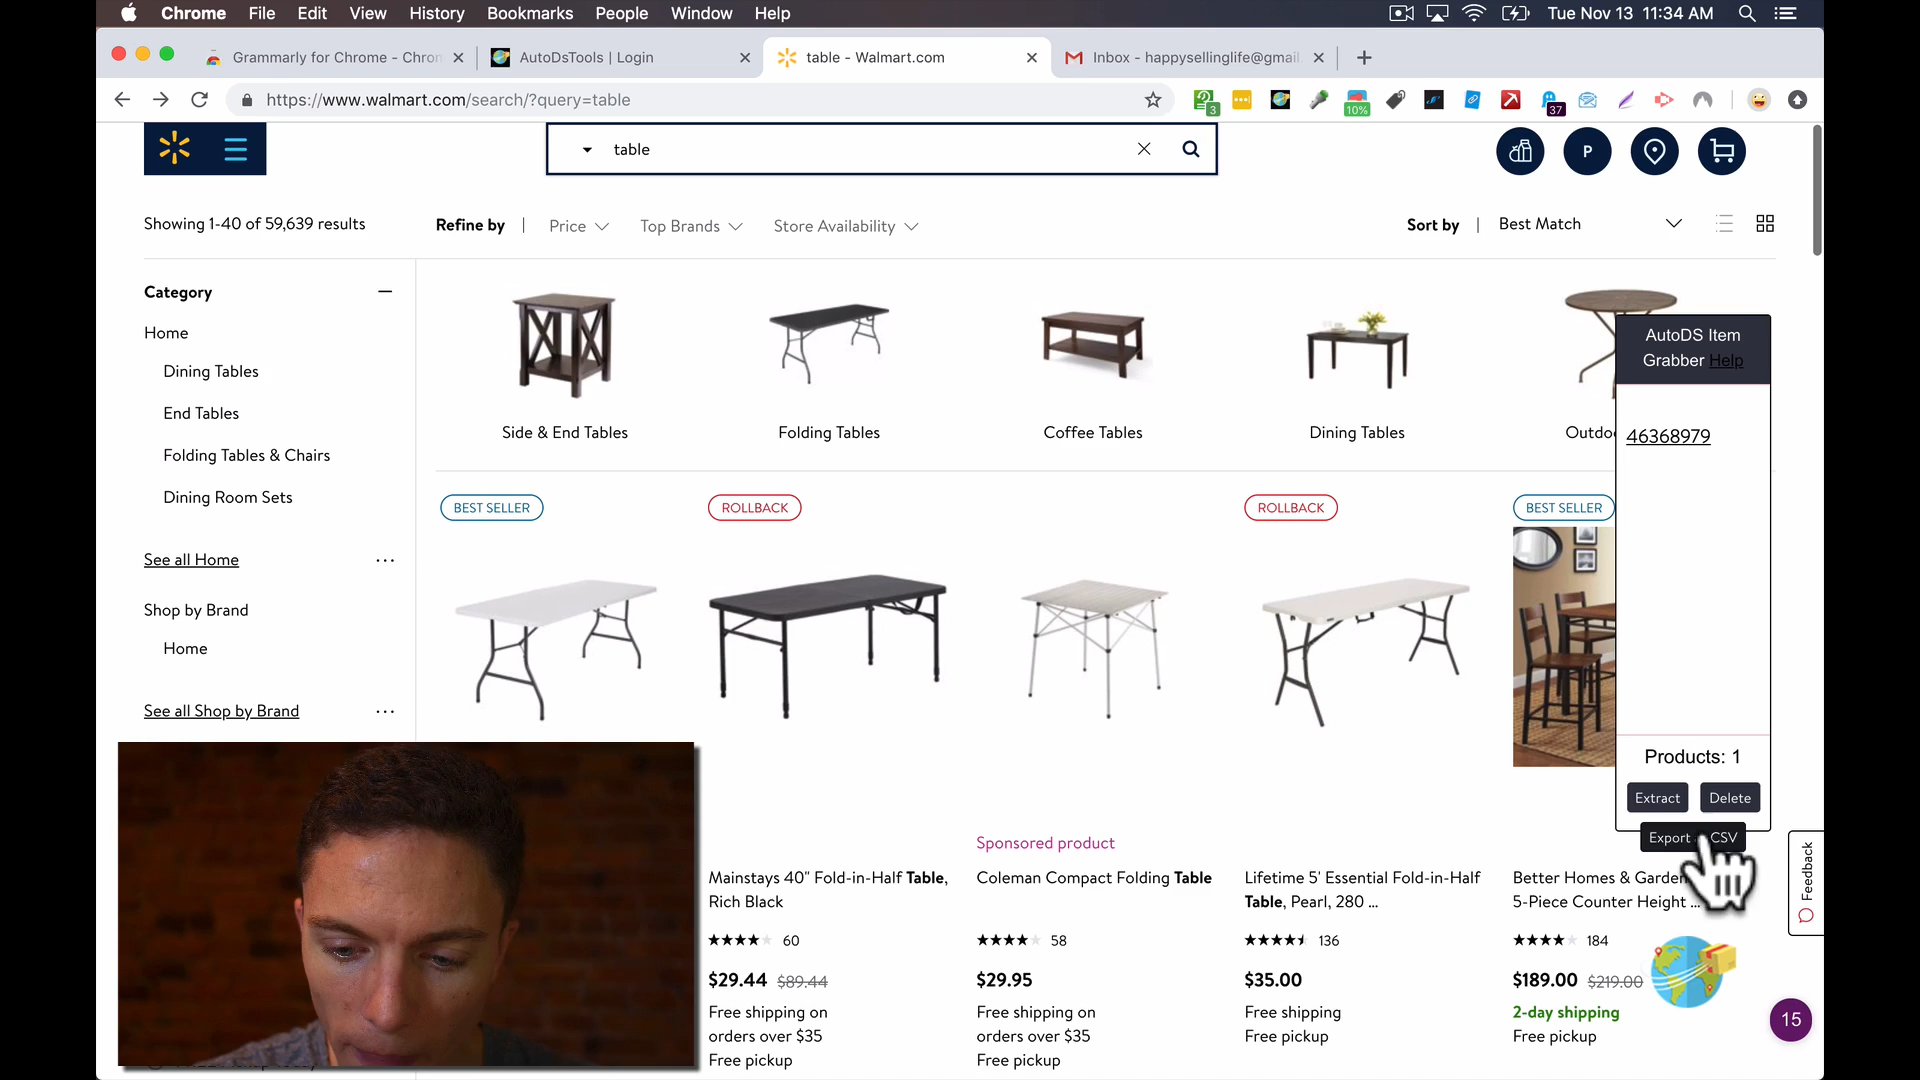 Chrome File Edit View History Bookmarks People Window Help Tue Nov 13 11:34 AM
Grammarly for Chrome - Chron AutoDsTools | Login table - Walmart.com Inbox - happysellinglife@gmail.
https://www.walmart.com/search/?query=table 3 10% 37
table
P
Showing 1-40 of 59,639 results
Refine by | Price Top Brands Store Availability
Sort by | Best Match
Category
Home
Dining Tables
End Tables
Folding Tables & Chairs
Dining Room Sets
See all Home ...
Shop by Brand
Home
See all Shop by Brand ...
Side & End Tables
Folding Tables
Coffee Tables
Dining Tables
Outdo
AutoDS Item
Grabber Help
46368979
Products: 1
Extract Delete
Export CSV
Feedback
BEST SELLER
ROLLBACK
ROLLBACK
BEST SELLER
Mainstays 40" Fold-in-Half Table,
Rich Black
60
$29.44 $89.44
Free shipping on
orders over $35
Free pickup
Sponsored product
Coleman Compact Folding Table
58
$29.95
Free shipping on
orders over $35
Free pickup
Lifetime 5' Essential Fold-in-Half
Table, Pearl, 280 ...
136
$35.00
Free shipping
Free pickup
Better Homes & Garden
5-Piece Counter Height ...
184
$189.00 $219.00
2-day shipping
Free pickup
15